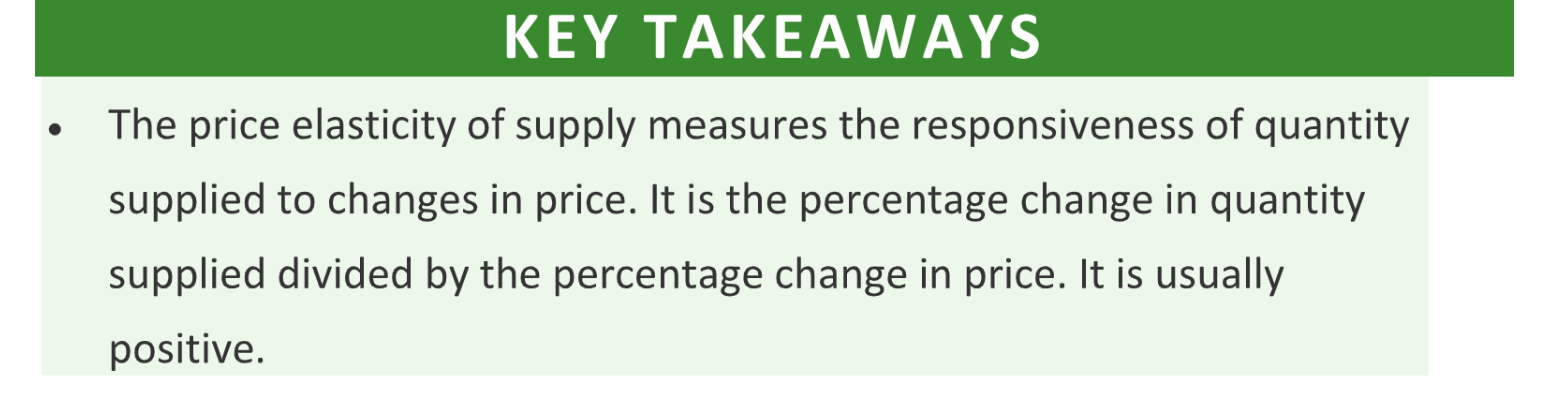 KEY TAKEAWAYS
• The price elasticity of supply measures the responsiveness of quantity
supplied to changes in price. It is the percentage change in quantity
supplied divided by the percentage change in price. It is usually
positive.